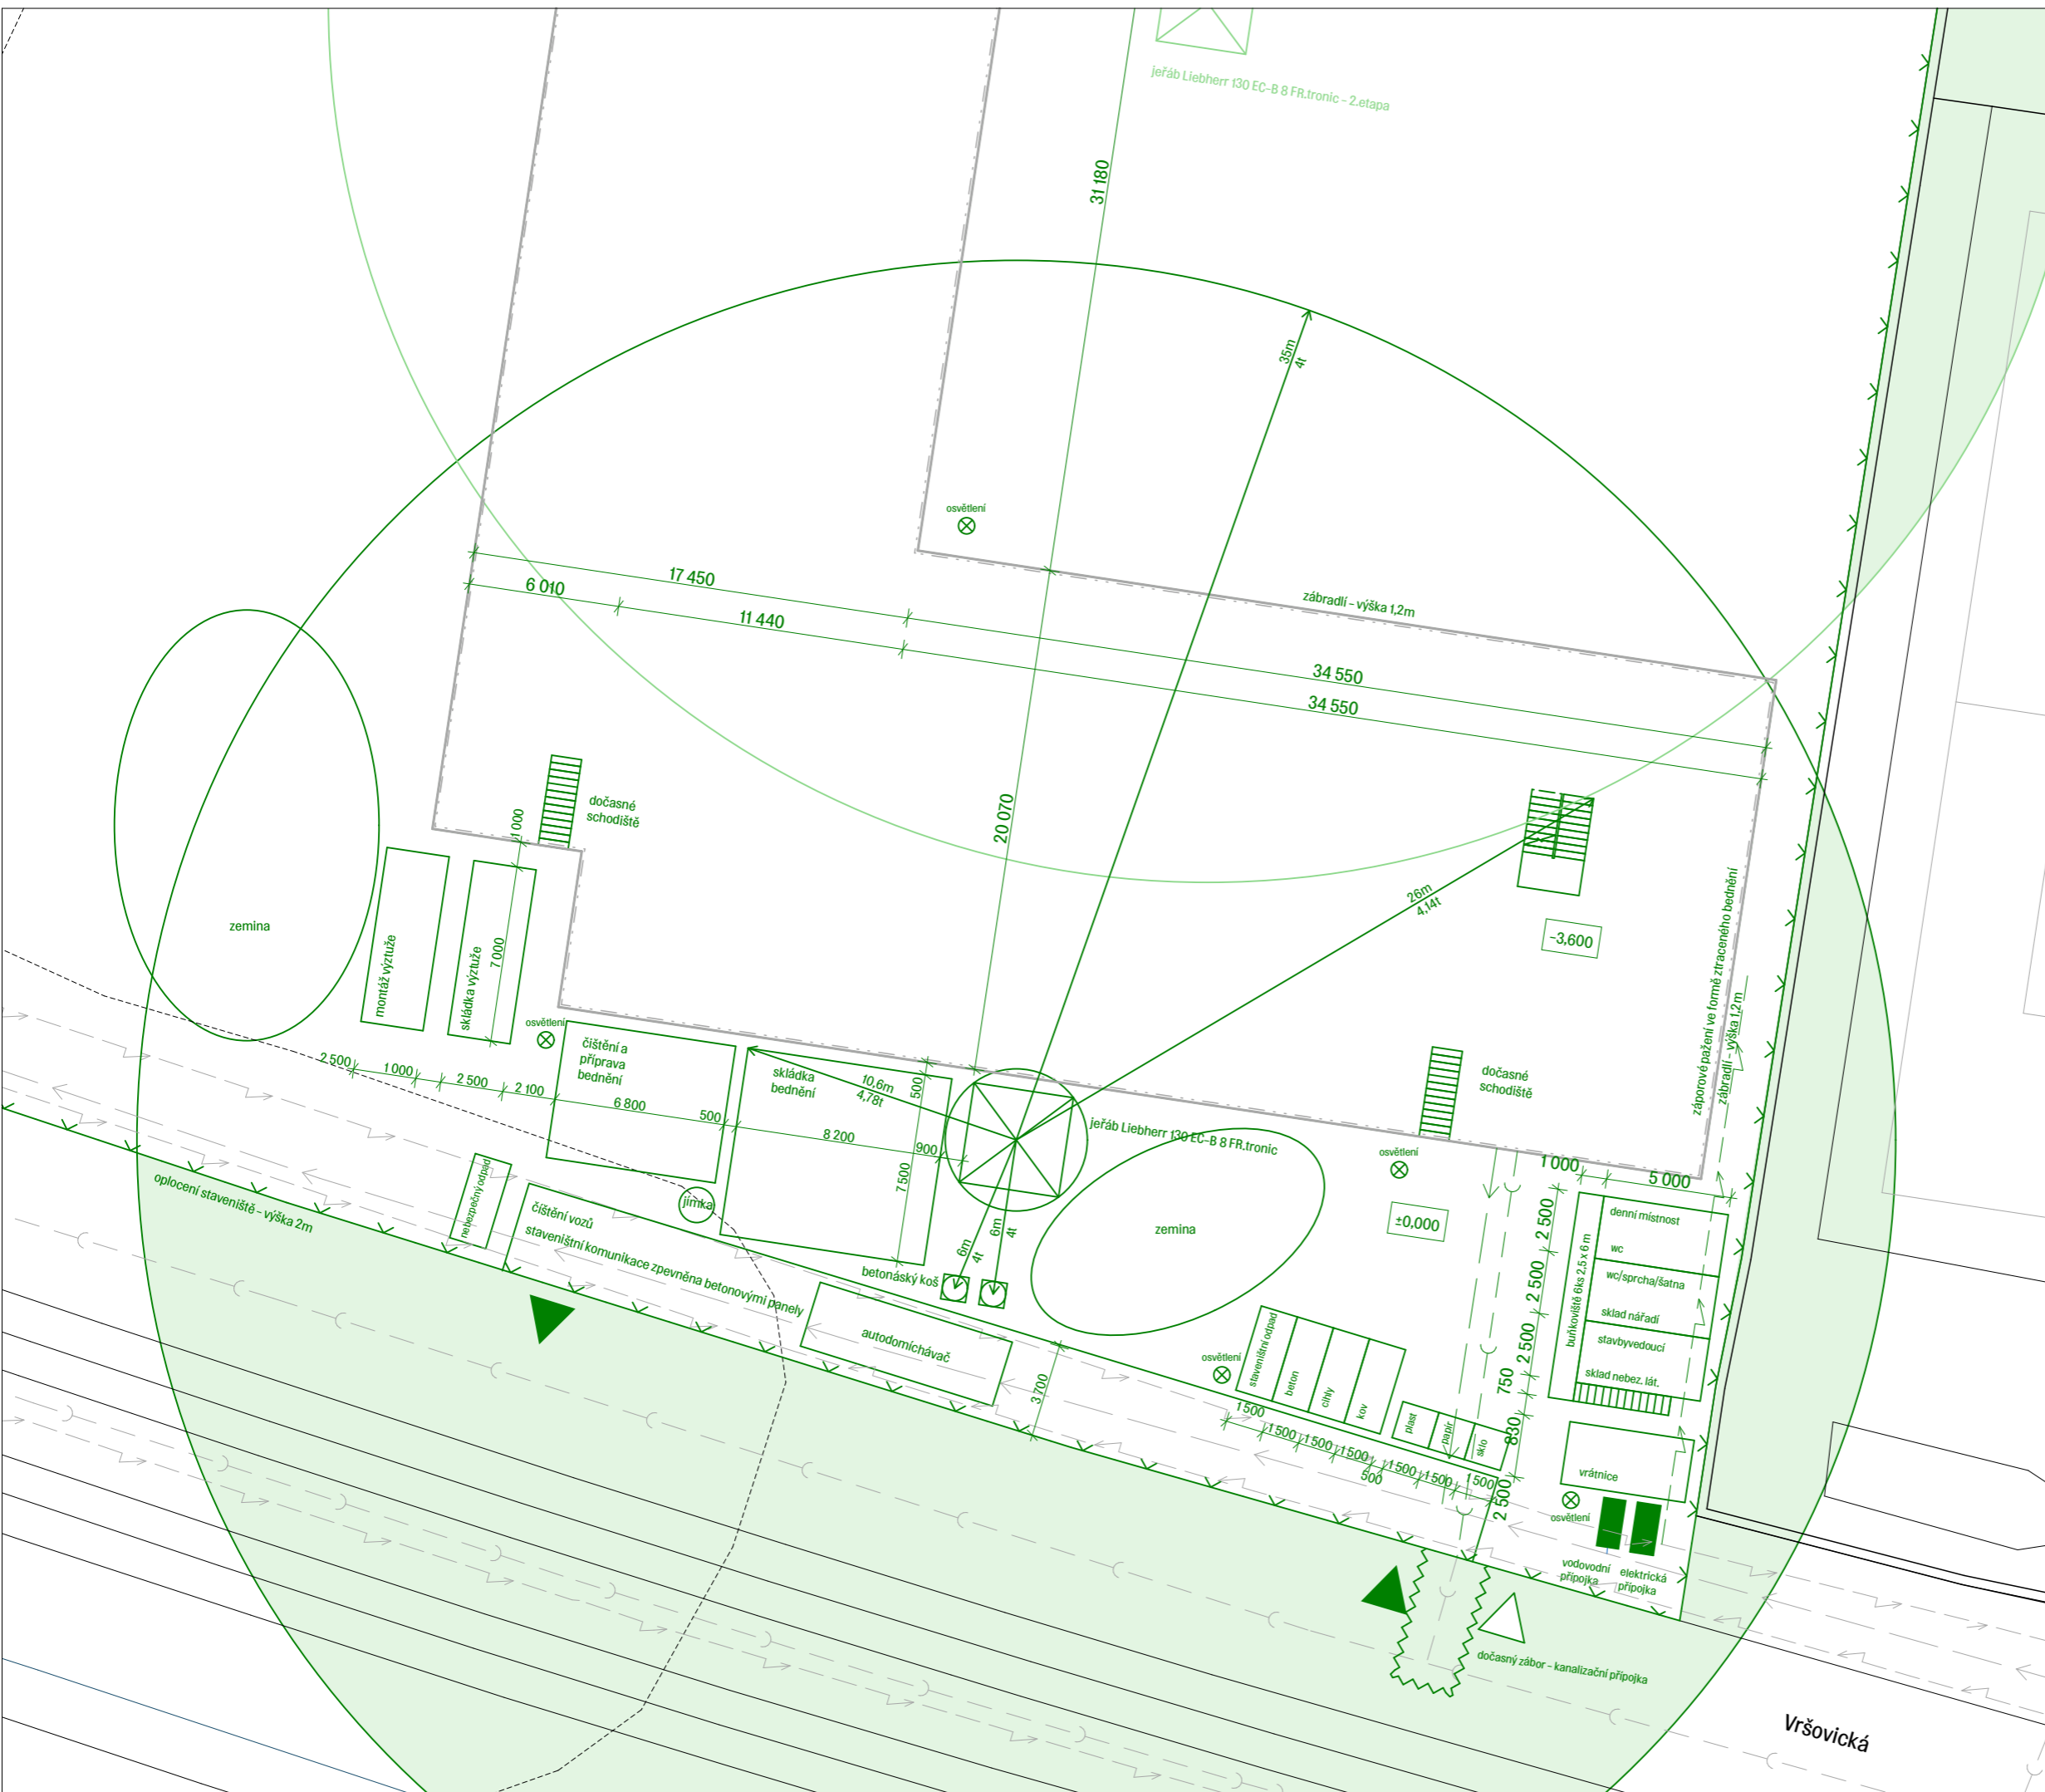 jeřáb Liebherr 130 EC-B 8 FR.tronic - 2.etapa
31 180
35m
4t
osvětlení
17 450
6 010
11 440
zábradlí - výška 1,2m
34 550
34 550
20 070
1 000
dočasné
schodiště
26m
4,14t
-3,600
záporové pažení ve formě ztraceného bednění
zábradlí - výška 1,2m
zemina
montáž výztuže
skládka výztuže
7 000
osvětlení
čištění a
příprava
bednění
skládka
bednění
10,6m
4,78t
500
2 500
1 000
2 500
2 100
6 800
500
8 200
900
7 500
jeřáb Liebherr 130 EC-B 8 FR.tronic
dočasné
schodiště
osvětlení
±0,000
zemina
1 000
5 000
2 500
2 500
2 500
750
830
2 500
buňkoviště 6ks 2,5 x 6 m
denní místnost
wc
wc/sprcha/šatna
sklad nářadí
stavbyvedoucí
sklad nebez. lát.
vrátnice
osvětlení
vodovodní
přípojka
elektrická
přípojka
oplocení staveniště - výška 2m
nebezpečný odpad
jímka
číštění vozů
staveništní komunikace zpevněna betonovými panely
betonáský koš
6m
4t
6m
4t
autodomíchávač
3 700
osvětlení
staveništní odpad
beton
cihly
kov
plast
papír
sklo
1 500
1 500
1 500
1 500
500
1 500
1 500
1 500
dočasný zábor - kanalizační přípojka
Vršovická